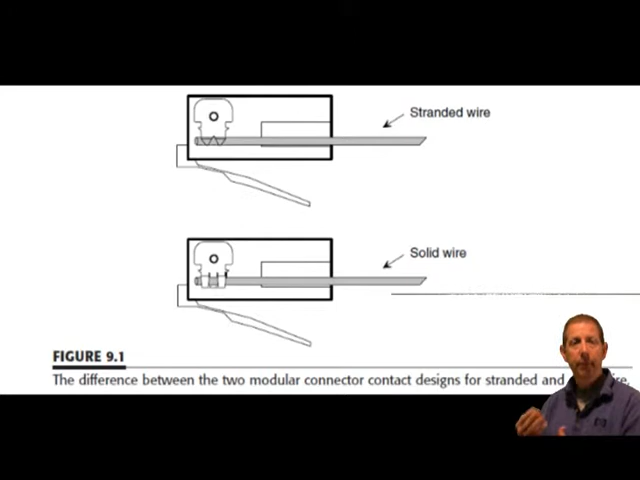 Stranded wire
Solid wire
FIGURE 9.1
The difference between the two modular connector contact designs for stranded and